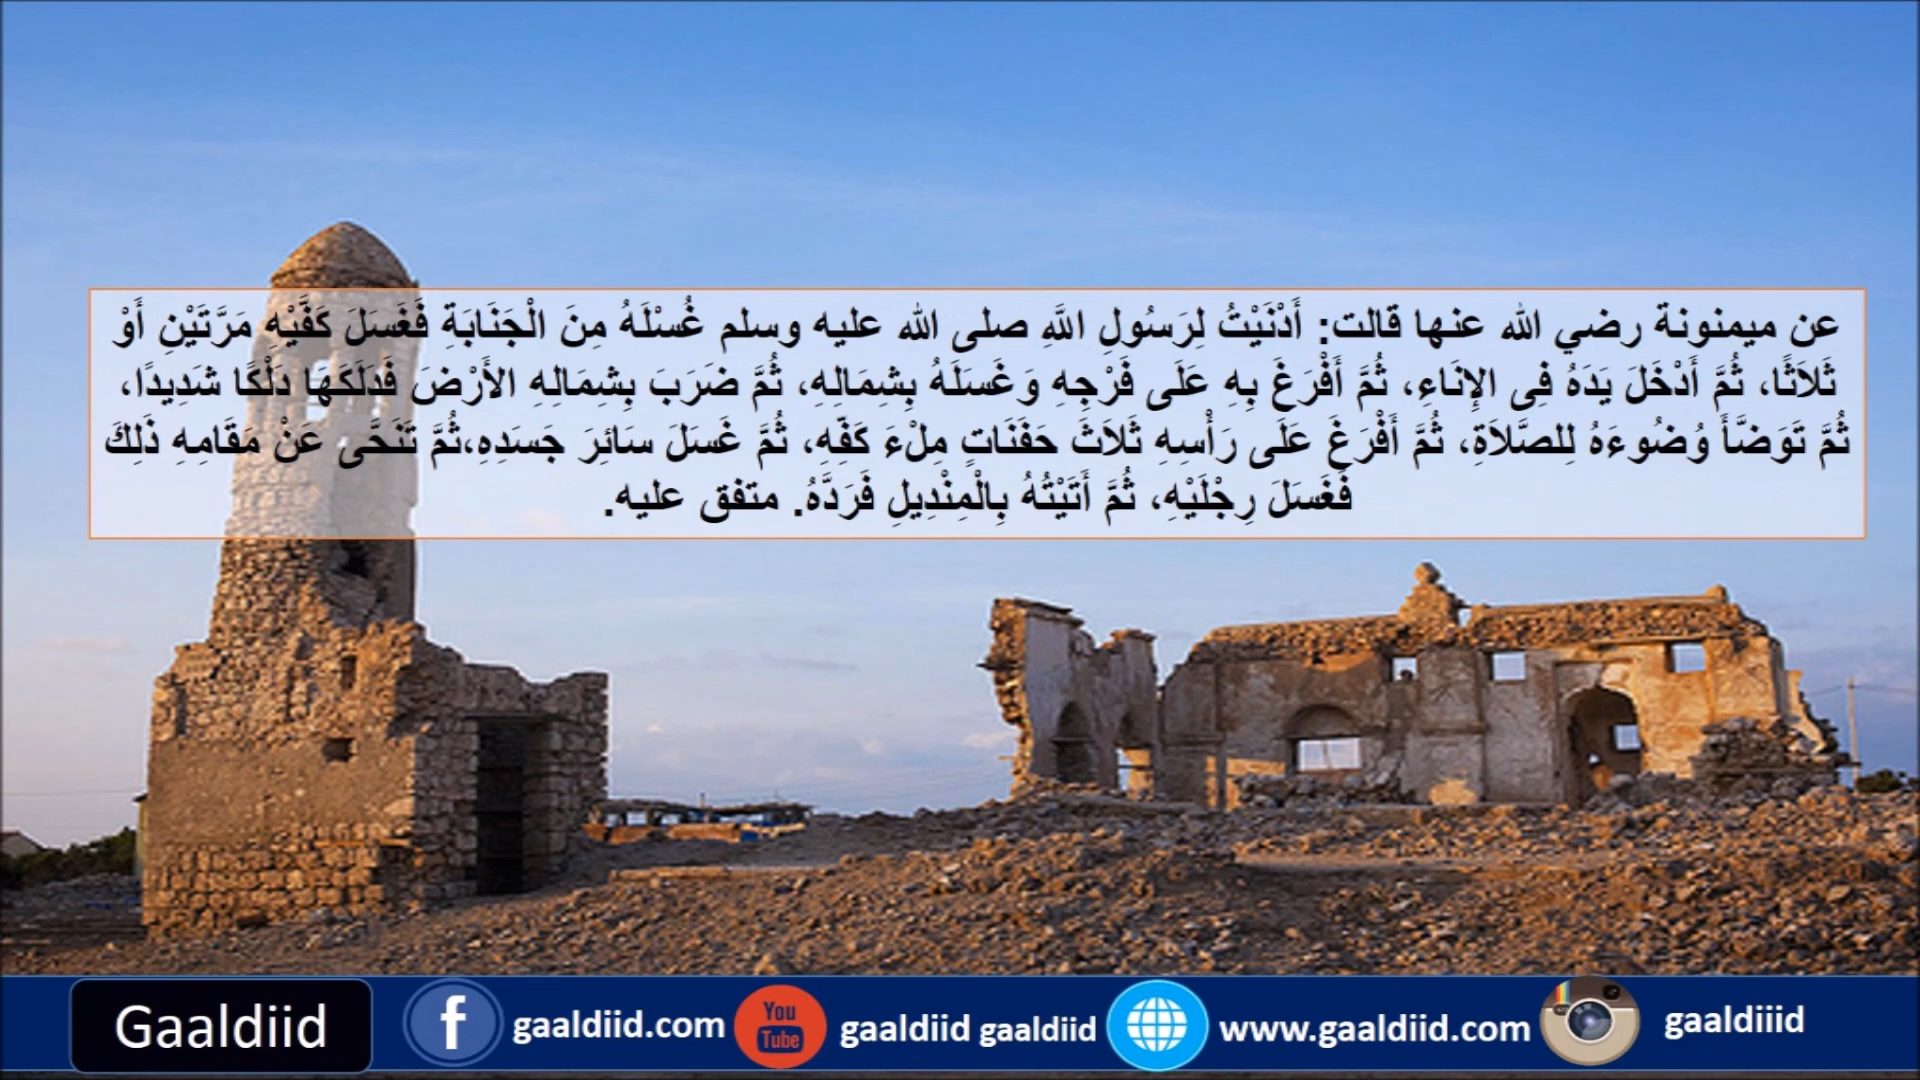 عن ميمنونة رضي الله عنها قالت: أَدْنَيْتُ لِرَسُولِ اللَّهِ صلى الله عليه وسلم غُسْلَهُ مِنَ الْجَنَابَةِ فَغَسَلَ كَفَّيْهِ مَرَّتَيْنِ أَوْ
ثَلاَثًا، ثُمَّ أَدْخَلَ يَدَهُ فِى الإِنَاءِ، ثُمَّ أَفْرَغَ بِهِ عَلَى فَرْجِهِ وَغَسَلَهُ بِشِمَالِهِ، ثُمَّ ضَرَبَ بِشِمَالِهِ الأَرْضَ فَدَلَكَهَا دَلْكًا شَدِيدًا،
ثُمَّ تَوَضَّأَ وُضُوءَهُ لِلصَّلاَةِ، ثُمَّ أَفْرَغَ عَلَى رَأْسِهِ ثَلاَثَ حَفَنَاتٍ مِلْءَ كَفِّهِ، ثُمَّ غَسَلَ سَائِرَ جَسَدِهِ،ثُمَّ تَنَحَّى عَنْ مَقَامِهِ ذَلِكَ
فَغَسَلَ رِجْلَيْهِ، ثُمَّ أَتَيْتُهُ بِالْمِنْدِيلِ فَرَدَّهُ. متفق عليه.
Gaaldiid f gaaldiid.com You Tube gaaldiid gaaldiid www.gaaldiid.com gaaldiiid